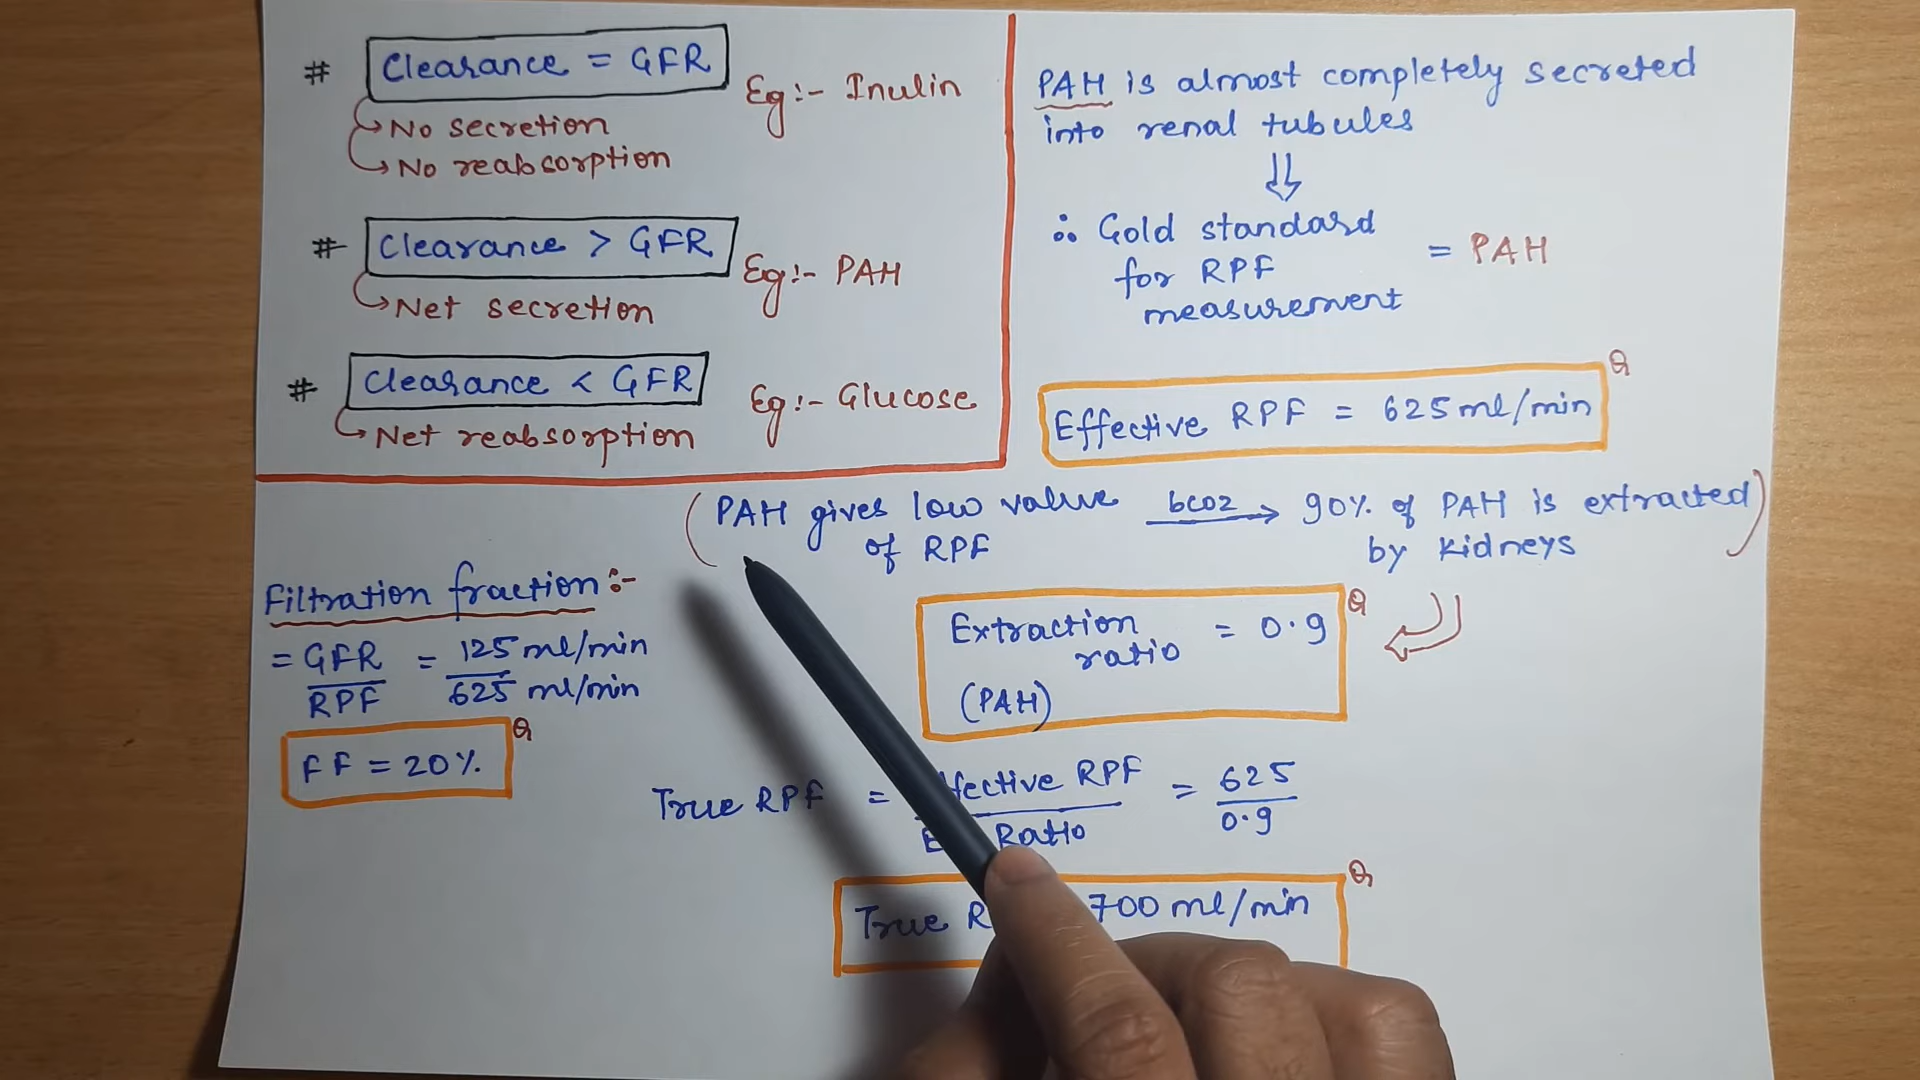 # Clearance = GFR
Eg:- Inulin
No secretion
No reabsorption
# Clearance > GFR
Eg:- PAH
Net secretion
# Clearance < GFR
Eg:- Glucose
Net reabsorption
PAH is almost completely secreted
into renal tubules
∴ Gold standard
for RPF
measurement
= PAH
Effective RPF = 625 ml/min
(PAH gives low value
of RPF
bcoz
90% of PAH is extracted)
by kidneys
Extraction
ratio
= 0.9
(PAH)
Filtration fraction:-
= GFR = 125 ml/min
RPF 625 ml/min
FF = 20%
True RPF = RPF = 625
Ratio 0.9
True 700 ml/min